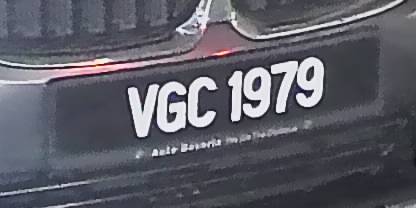 VGC 1979
Auto Bavaria